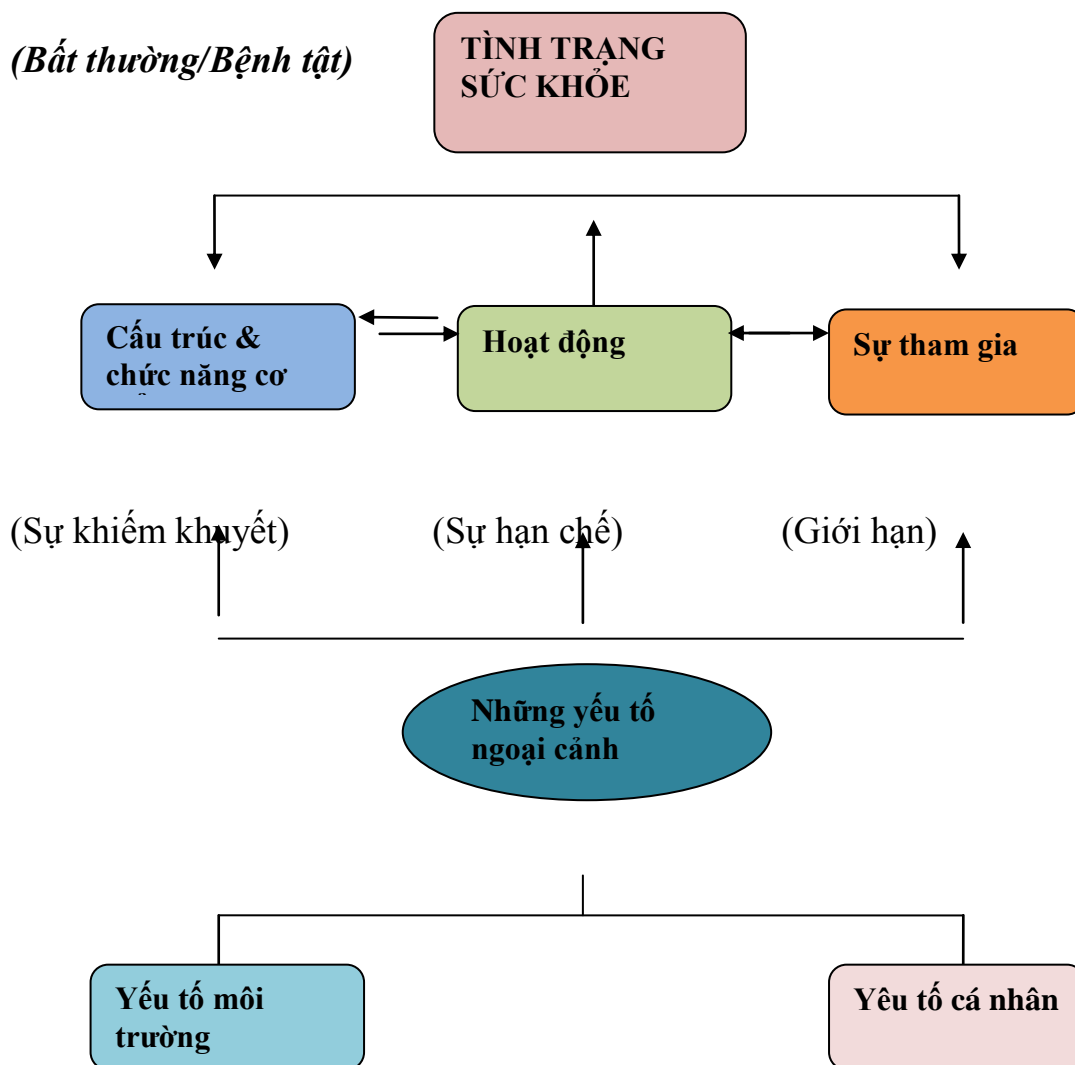 (Bất thường/Bệnh tật)
TÌNH TRẠNG
SỨC KHỎE
Cấu trúc &
chức năng cơ
Hoạt động
Sự tham gia
(Sự khiếm khuyết)
(Sự hạn chế)
(Giới hạn)
Những yếu tố
ngoại cảnh
Yếu tố môi
trường
Yêu tố cá nhân